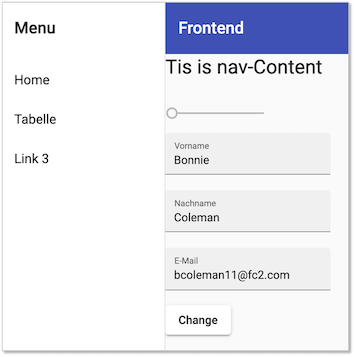 Menu
Frontend
Tis is nav-Content
Home
Tabelle
Link 3
Vorname
Bonnie
Nachname
Coleman
E-Mail
bcoleman11@fc2.com
Change